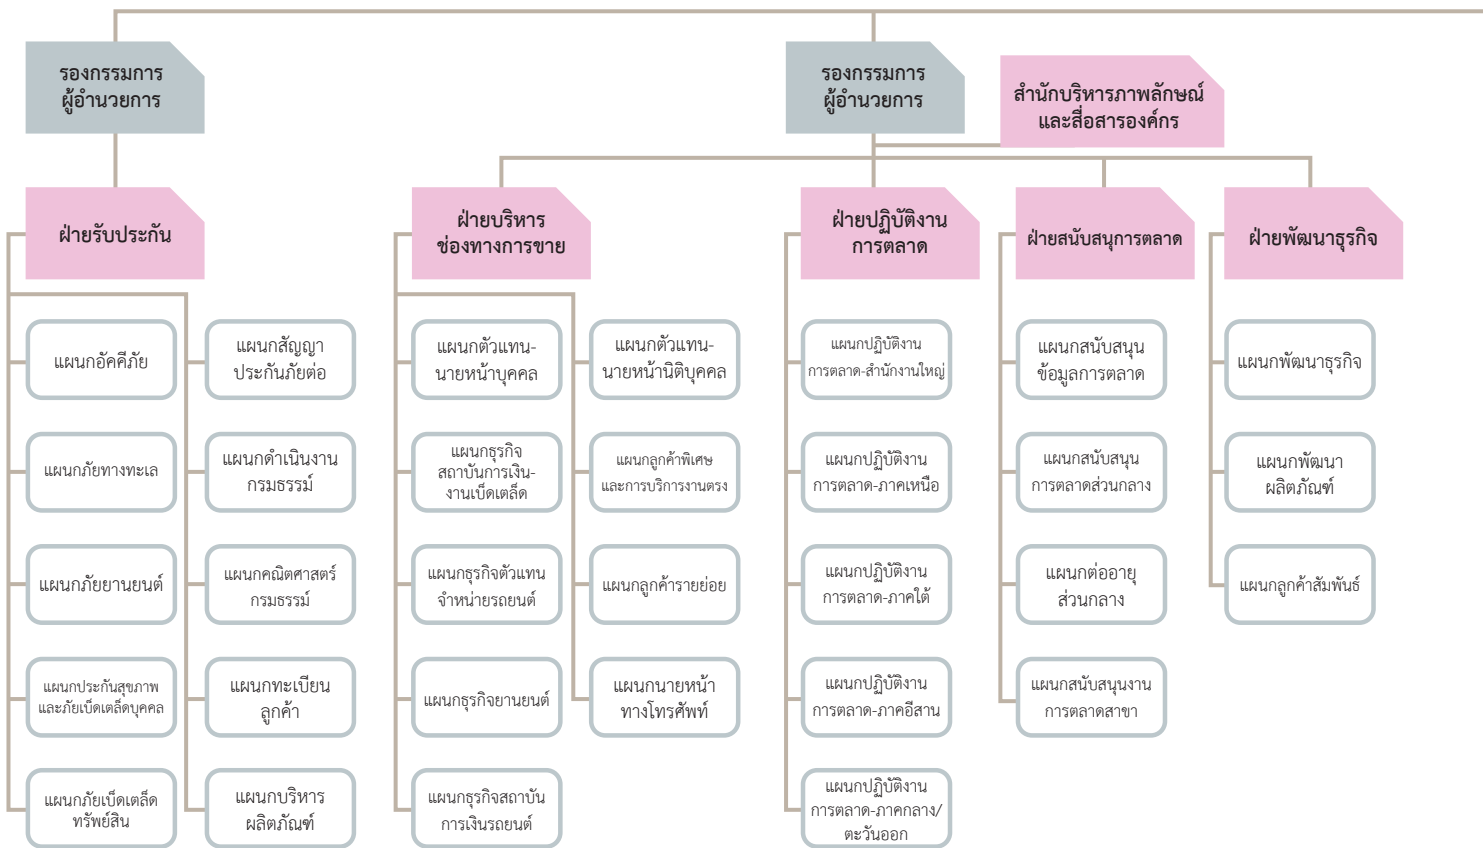 รองกรรมการ
ผู้อำนวยการ
รองกรรมการ
ผู้อำนวยการ
สำนักบริหารภาพลักษณ์
และสื่อสารองค์กร
ฝ่ายรับประกัน
ฝ่ายบริหาร
ช่องทางการขาย
ฝ่ายปฏิบัติงาน
การตลาด
ฝ่ายสนับสนุการตลาด
ฝ่ายพัฒนาธุรกิจ
แผนกอัคคีภัย
แผนกสัญญา
ประกันภัยต่อ
แผนกตัวแทน-
นายหน้าบุคคล
แผนกตัวแทน-
นายหน้านิติบุคคล
แผนกปฏิบัติงาน
การตลาด-สำนักงานใหญ่
แผนกสนับสนุน
ข้อมูลการตลาด
แผนกพัฒนาธุรกิจ
แผนกภัยทางทะเล
แผนกดำเนินงาน
กรมธรรม์
แผนกธุรกิจ
สถาบันการเงิน-
งานเบ็ดเตล็ด
แผนกลูกค้าพิเศษ
และการบริการงานตรง
แผนกปฏิบัติงาน
การตลาด-ภาคเหนือ
แผนกสนับสนุน
การตลาดส่วนกลาง
แผนกพัฒนา
ผลิตภัณฑ์
แผนกภัยยานยนต์
แผนกคณิตศาสตร์
กรมธรรม์
แผนกธุรกิจตัวแทน
จำหน่ายรถยนต์
แผนกลูกค้ารายย่อย
แผนกปฏิบัติงาน
การตลาด-ภาคใต้
แผนกต่ออายุ
ส่วนกลาง
แผนกลูกค้าสัมพันธ์
แผนกประกันสุขภาพ
และภัยเบ็ดเตล็ดบุคคล
แผนกทะเบียน
ลูกค้า
แผนกธุรกิจยานยนต์
แผนกนายหน้า
ทางโทรศัพท์
แผนกปฏิบัติงาน
การตลาด-ภาคอีสาน
แผนกสนับสนุนงาน
การตลาดสาขา
แผนกภัยเบ็ดเตล็ด
ทรัพย์สิน
แผนกบริหาร
ผลิตภัณฑ์
แผนกธุรกิจสถาบัน
การเงินรถยนต์
แผนกปฏิบัติงาน
การตลาด-ภาคกลาง/
ตะวันออก